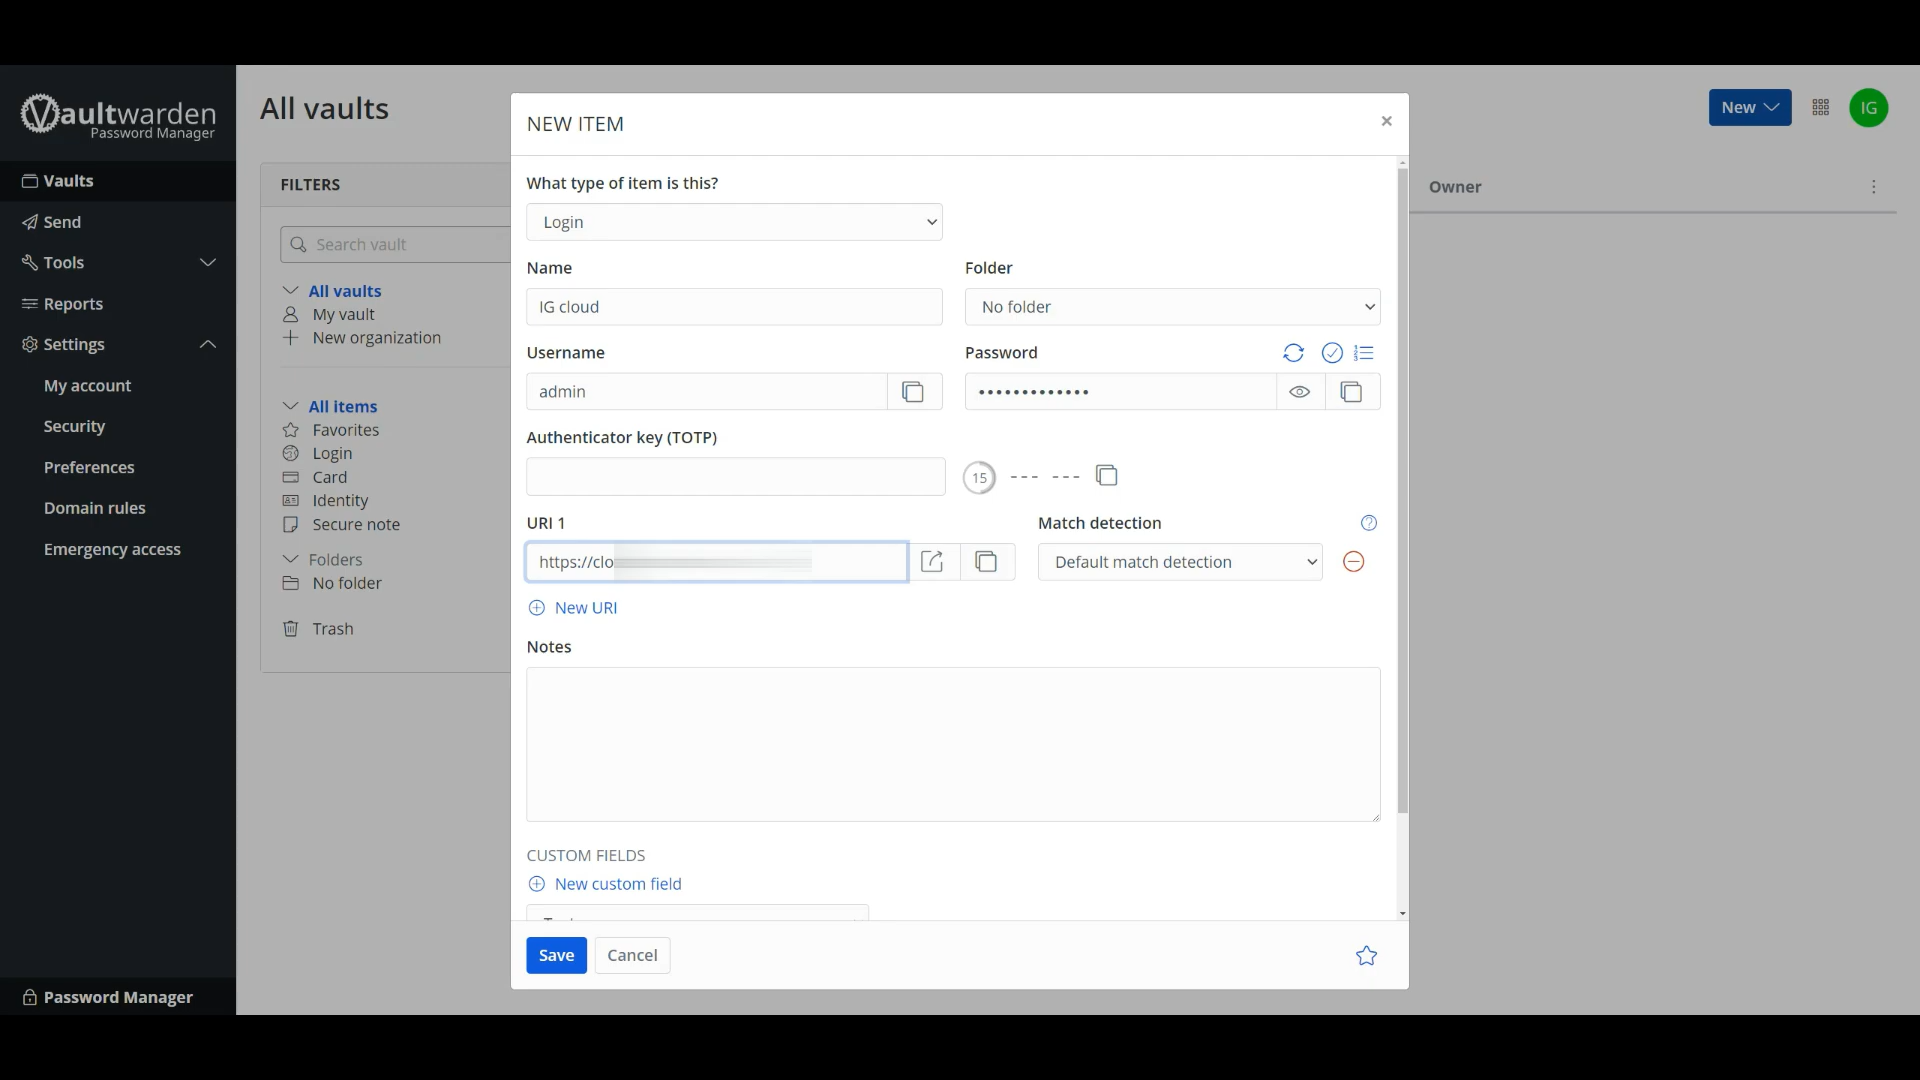 Vaultwarden
Password Manager
Vaults
Send
Tools
Reports
Settings
My account
Security
Preferences
Domain rules
Emergency access
Password Manager
All vaults
New
IG
FILTERS
Search vault
All vaults
My vault
New organization
All items
Favorites
Login
Card
Identity
Secure note
Folders
No folder
Trash
Owner
NEW ITEM
What type of item is this?
Login
Name
Folder
IG cloud
No folder
Username
Password
admin
•••••••••••••
Authenticator key (TOTP)
15 --- ---
URI 1
Match detection
https://clo
Default match detection
New URI
Notes
CUSTOM FIELDS
New custom field
Save
Cancel